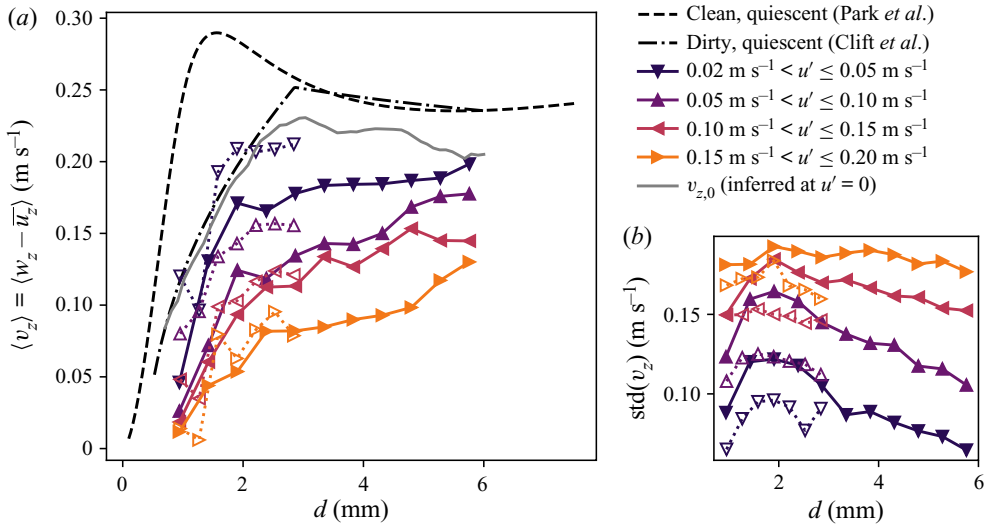 (a)
0.30
0.25
0.20
0.15
0.10
0.05
0
⟨v_z⟩ = ⟨w_z − u̅_z⟩ (m s⁻¹)
0
2
4
6
d (mm)
Clean, quiescent (Park et al.)
Dirty, quiescent (Clift et al.)
0.02 m s⁻¹ < u′ ≤ 0.05 m s⁻¹
0.05 m s⁻¹ < u′ ≤ 0.10 m s⁻¹
0.10 m s⁻¹ < u′ ≤ 0.15 m s⁻¹
0.15 m s⁻¹ < u′ ≤ 0.20 m s⁻¹
v_z,0 (inferred at u′ = 0)
(b)
0.15
0.10
std(v_z) (m s⁻¹)
2
4
6
d (mm)